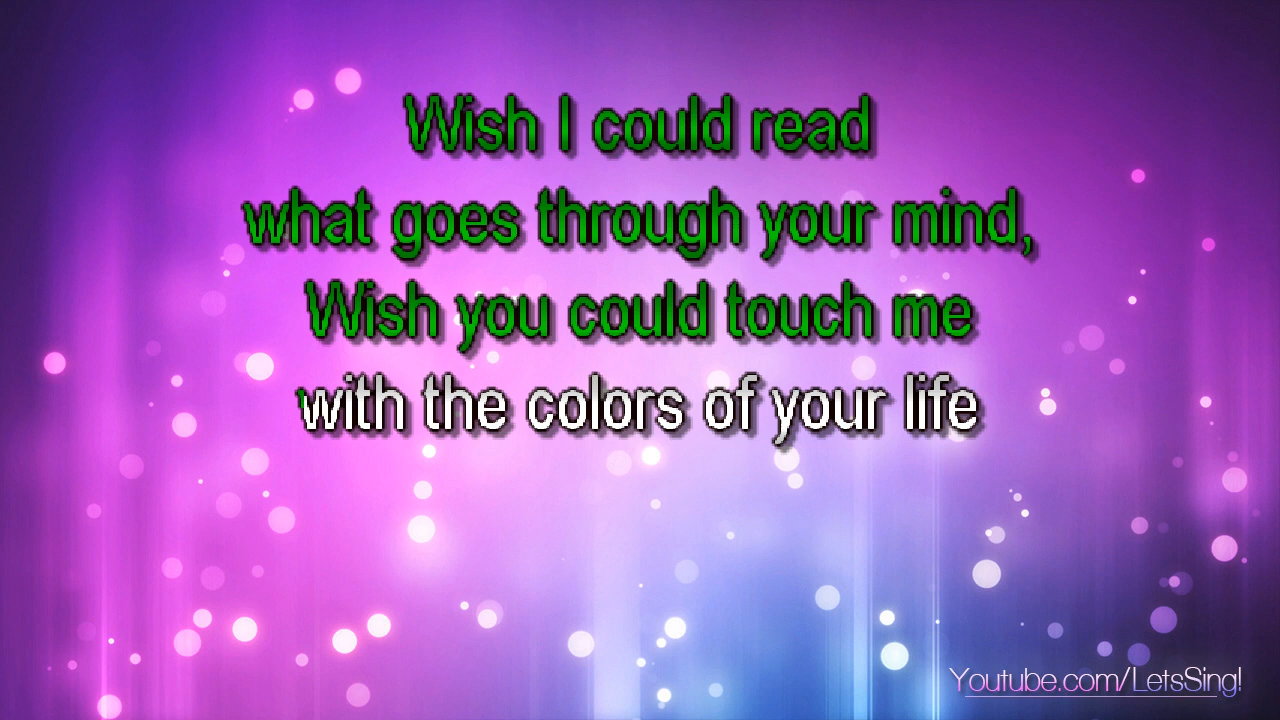 Wish I could read
what goes through your mind,
Wish you could touch me
with the colors of your life
Youtube.com/LetsSing!